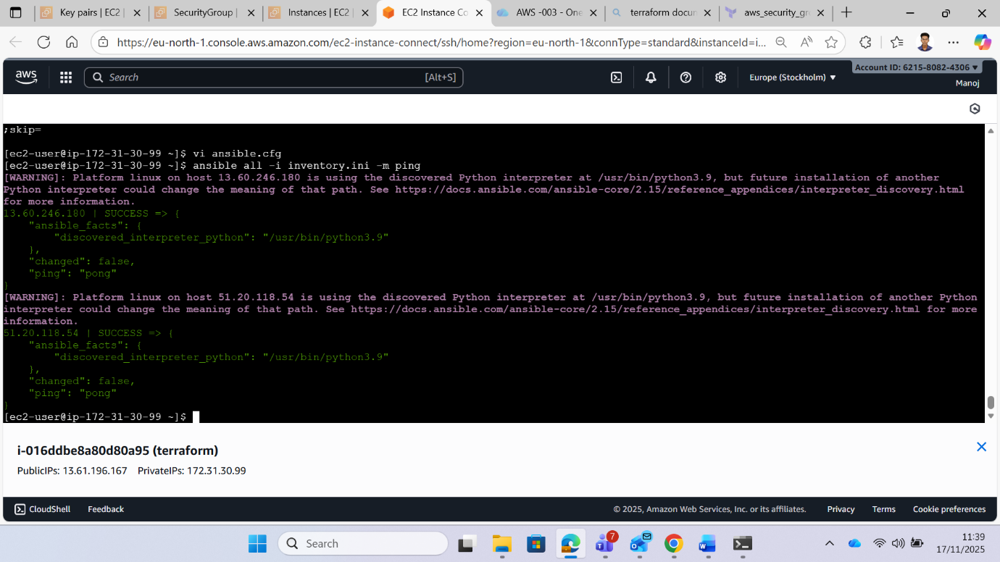 Key pairs | EC2 |
SecurityGroup |
Instances | EC2 |
EC2 Instance Co
AWS -003 - One
terraform docur
aws_security_gr
https://eu-north-1.console.aws.amazon.com/ec2-instance-connect/ssh/home?region=eu-north-1&connType=standard&instanceId=i...
aws
Search
[Alt+S]
Europe (Stockholm)
Account ID: 6215-8082-4306
Manoj
;skip=
[ec2-user@ip-172-31-30-99 ~]$ vi ansible.cfg
[ec2-user@ip-172-31-30-99 ~]$ ansible all -i inventory.ini -m ping
[WARNING]: Platform linux on host 13.60.246.180 is using the discovered Python interpreter at /usr/bin/python3.9, but future installation of another
Python interpreter could change the meaning of that path. See https://docs.ansible.com/ansible-core/2.15/reference_appendices/interpreter_discovery.html
for more information.
13.60.246.180 | SUCCESS => {
    "ansible_facts": {
        "discovered_interpreter_python": "/usr/bin/python3.9"
    },
    "changed": false,
    "ping": "pong"
}
[WARNING]: Platform linux on host 51.20.118.54 is using the discovered Python interpreter at /usr/bin/python3.9, but future installation of another Python
interpreter could change the meaning of that path. See https://docs.ansible.com/ansible-core/2.15/reference_appendices/interpreter_discovery.html for more
information.
51.20.118.54 | SUCCESS => {
    "ansible_facts": {
        "discovered_interpreter_python": "/usr/bin/python3.9"
    },
    "changed": false,
    "ping": "pong"
}
[ec2-user@ip-172-31-30-99 ~]$
i-016ddbe8a80d80a95 (terraform)
PublicIPs: 13.61.196.167 PrivateIPs: 172.31.30.99
CloudShell Feedback
© 2025, Amazon Web Services, Inc. or its affiliates. Privacy Terms Cookie preferences
Search
7
11:39
17/11/2025